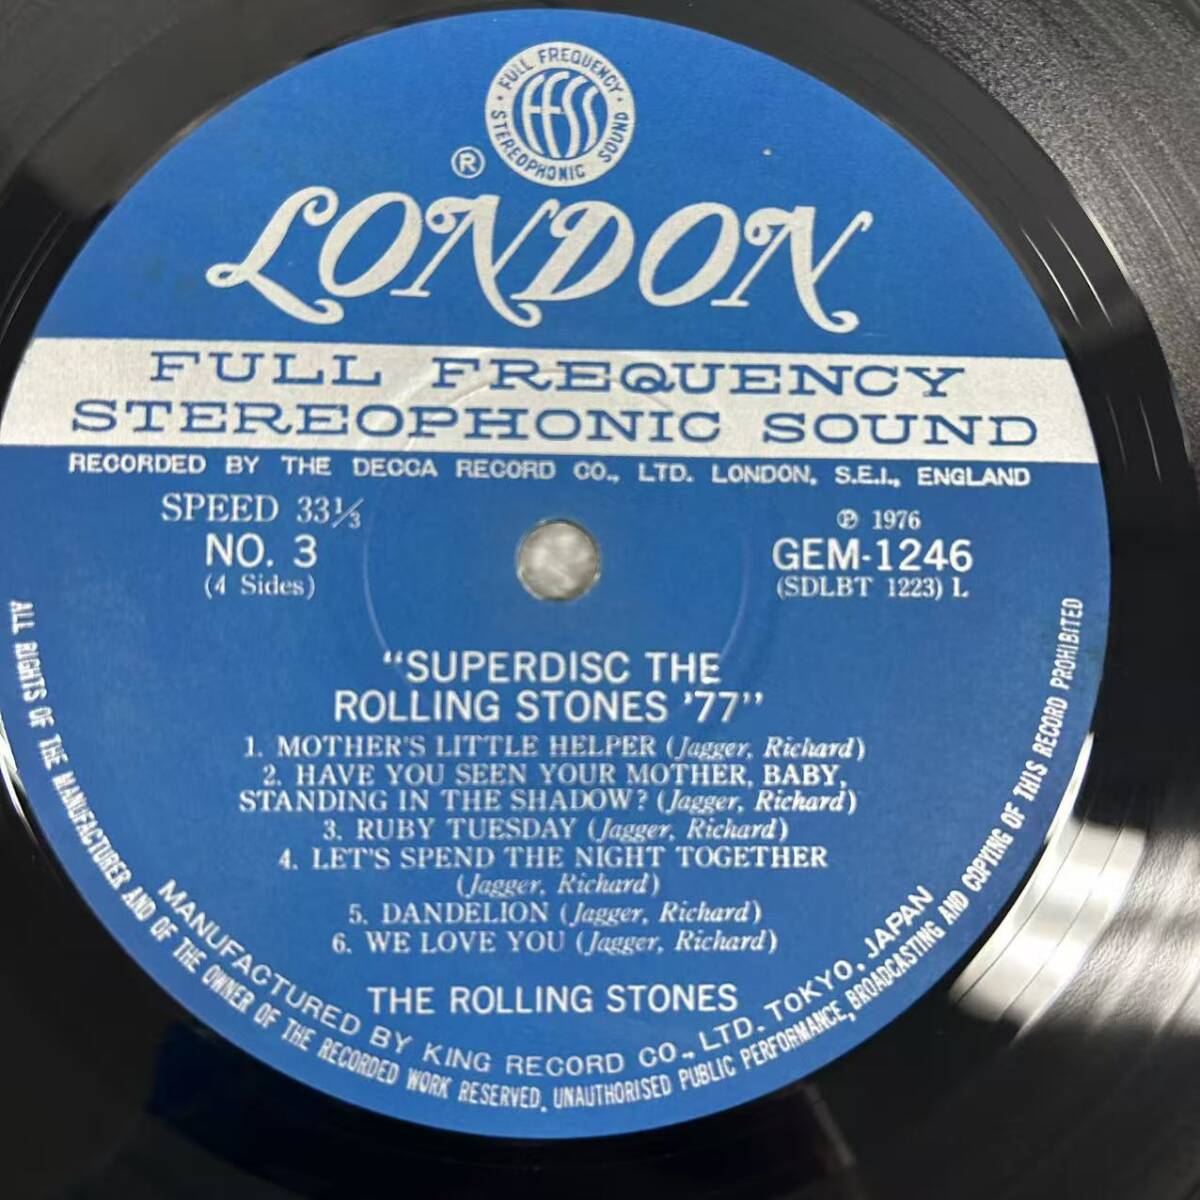 FULL FREQUENCY
STEREOPHONIC SOUND
FFSS
®
LONDON
FULL FREQUENCY
STEREOPHONIC SOUND
RECORDED BY THE DECCA RECORD CO., LTD. LONDON, S.E.I., ENGLAND
SPEED 33⅓
NO. 3
(4 Sides)
℗ 1976
GEM-1246
(SDLBT 1223) L
"SUPERDISC THE
ROLLING STONES '77"
1. MOTHER'S LITTLE HELPER (Jagger, Richard)
2. HAVE YOU SEEN YOUR MOTHER, BABY,
STANDING IN THE SHADOW? (Jagger, Richard)
3. RUBY TUESDAY (Jagger, Richard)
4. LET'S SPEND THE NIGHT TOGETHER
(Jagger, Richard)
5. DANDELION (Jagger, Richard)
6. WE LOVE YOU (Jagger, Richard)
THE ROLLING STONES
MANUFACTURED BY KING RECORD CO., LTD. TOKYO, JAPAN
ALL RIGHTS OF THE MANUFACTURER AND OF THE OWNER OF THE RECORDED WORK RESERVED. UNAUTHORISED PUBLIC PERFORMANCE, BROADCASTING AND COPYING OF THIS RECORD PROHIBITED